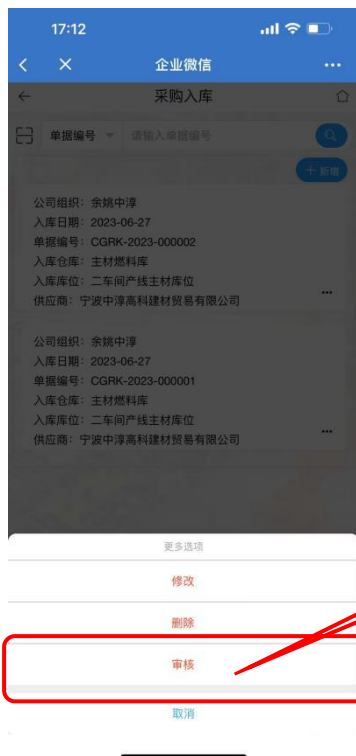 17:12
企业微信
采购入库
单据编号 请输入单据编号
+ 新增
公司组织：余姚中淳
入库日期：2023-06-27
单据编号：CGRK-2023-000002
入库仓库：主材燃料库
入库库位：二车间产线主材库位
供应商：宁波中淳高科建材贸易有限公司
公司组织：余姚中淳
入库日期：2023-06-27
单据编号：CGRK-2023-000001
入库仓库：主材燃料库
入库库位：二车间产线主材库位
供应商：宁波中淳高科建材贸易有限公司
更多选项
修改
删除
审核
取消